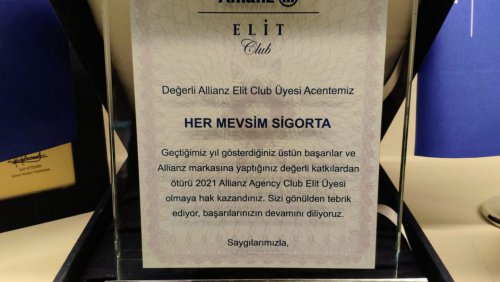 Allianz
ELİT
Club
Değerli Allianz Elit Club Üyesi Acentemiz
HER MEVSİM SİGORTA
Geçtiğimiz yıl gösterdiğiniz üstün başarılar ve
Allianz markasına yaptığınız değerli katkılardan
ötürü 2021 Allianz Agency Club Elit Üyesi
olmaya hak kazandınız. Sizi gönülden tebrik
ediyor, başarılarınızın devamını diliyoruz.
Saygılarımızla,